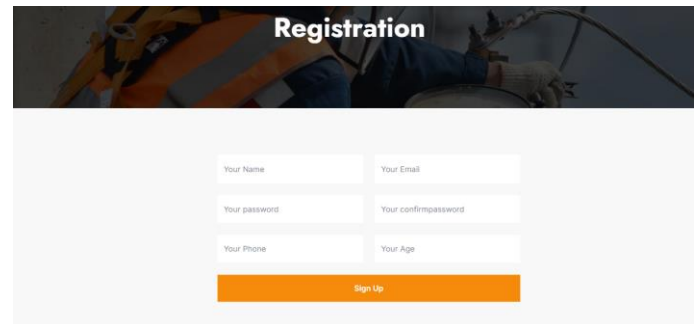 Registration
Your Name
Your Email
Your password
Your confirmpassword
Your Phone
Your Age
Sign Up